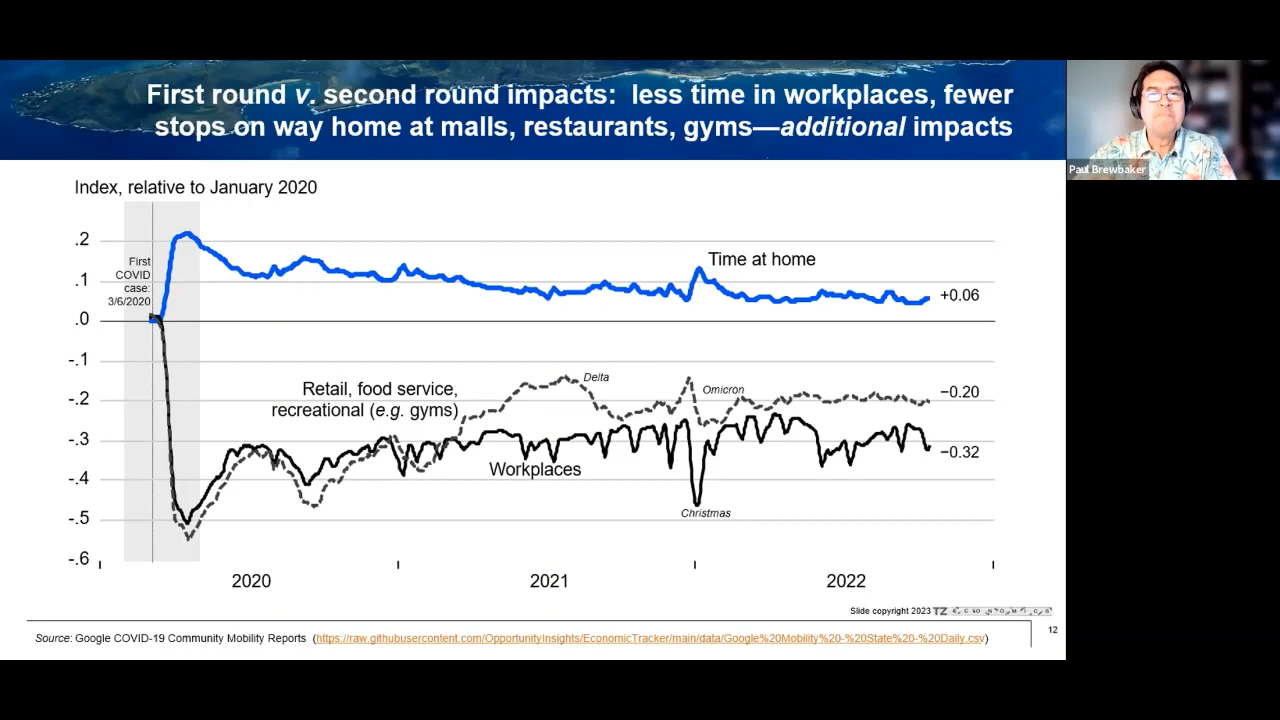 First round v. second round impacts: less time in workplaces, fewer
stops on way home at malls, restaurants, gyms—additional impacts
Paul Brewbaker
Index, relative to January 2020
.2
.1
.0
-.1
-.2
-.3
-.4
-.5
-.6
First
COVID
case:
3/6/2020
Time at home
+0.06
Retail, food service,
recreational (e.g. gyms)
Delta
Omicron
−0.20
Workplaces
−0.32
Christmas
2020
2021
2022
Slide copyright 2023 TZ ECONOMICS
Source: Google COVID-19 Community Mobility Reports (https://raw.githubusercontent.com/OpportunityInsights/EconomicTracker/main/data/Google%20Mobility%20-%20State%20-%20Daily.csv)
12